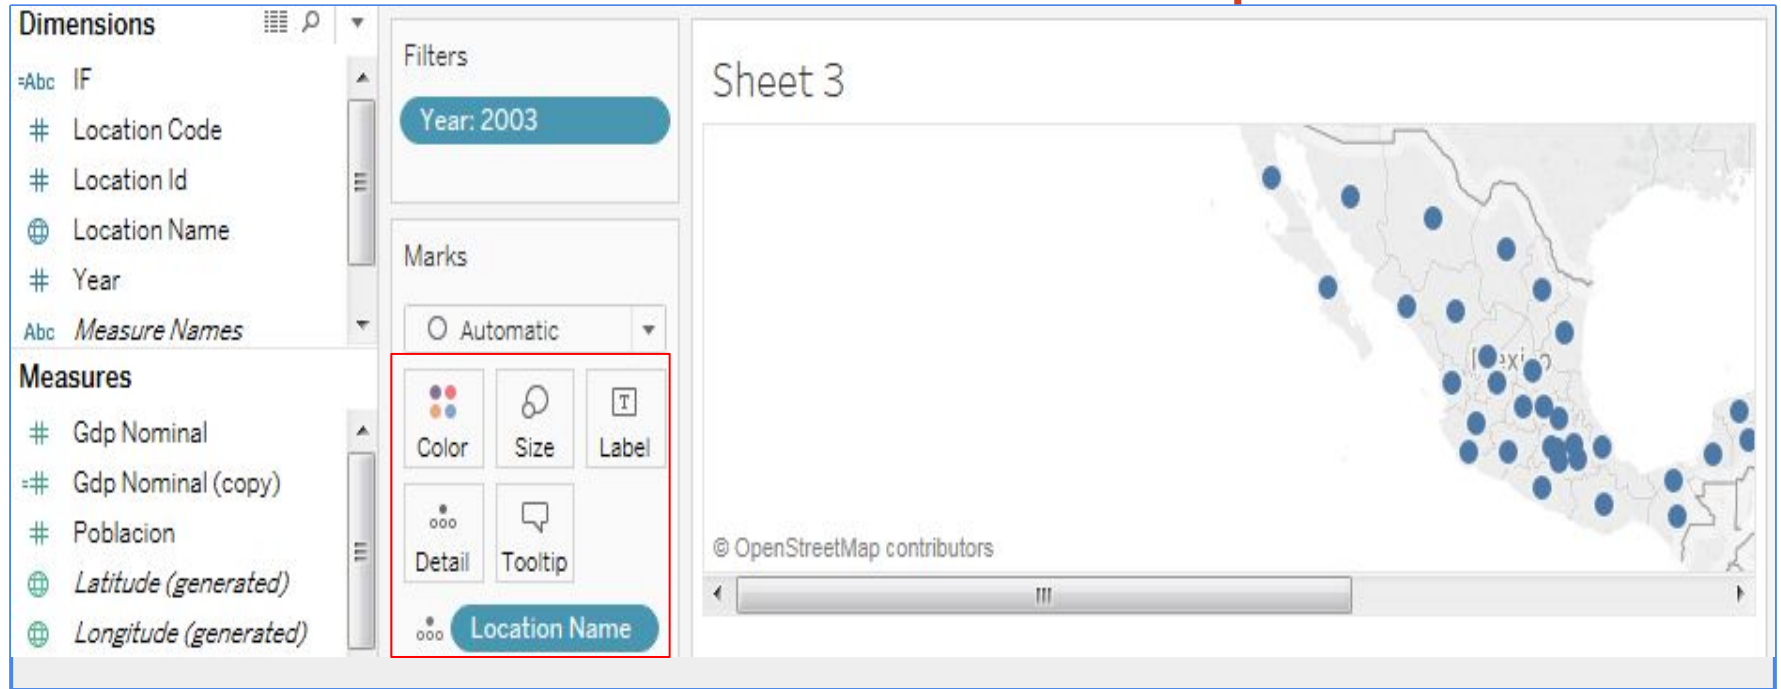 Dimensions
=Abc IF
# Location Code
# Location Id
Location Name
# Year
Abc Measure Names
Measures
# Gdp Nominal
=# Gdp Nominal (copy)
# Poblacion
Latitude (generated)
Longitude (generated)
Filters
Year: 2003
Marks
Automatic
Color
Size
T
Label
Detail
Tooltip
Location Name
Sheet 3
© OpenStreetMap contributors